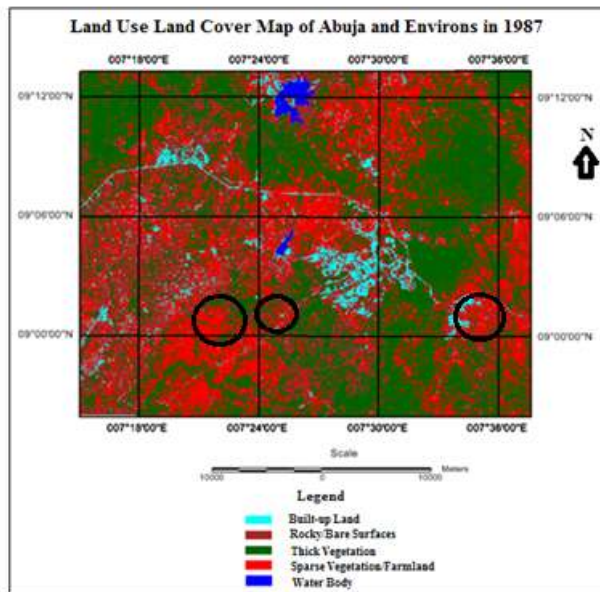 Land Use Land Cover Map of Abuja and Environs in 1987
007°18'00"E 007°24'00"E 007°30'00"E 007°36'00"E
09°12'00"N 09°12'00"N
N
09°06'00"N 09°06'00"N
09°00'00"N 09°00'00"N
007°18'00"E 007°24'00"E 007°30'00"E 007°36'00"E
Scale
Meters
10000 0 10000
Legend
Built-up Land
Rocky/Bare Surfaces
Thick Vegetation
Sparse Vegetation/Farmland
Water Body